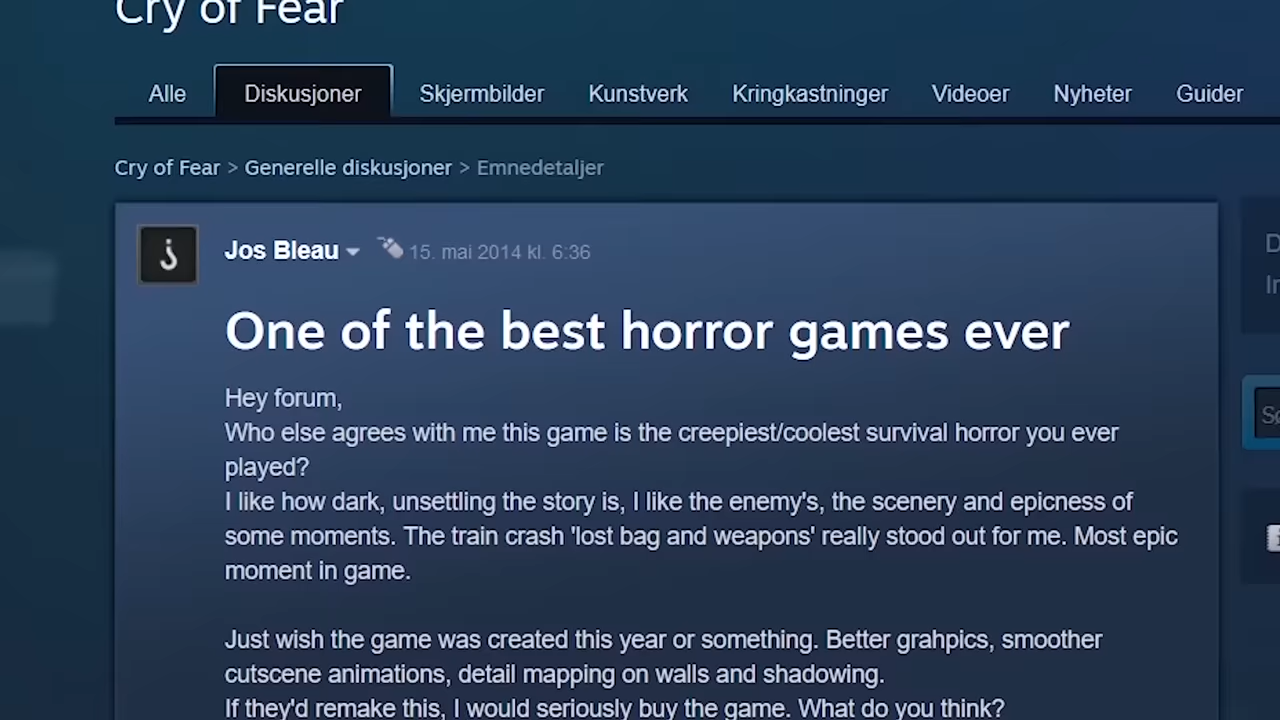 Cry of Fear
Alle Diskusjoner Skjermbilder Kunstverk Kringkastninger Videoer Nyheter Guider
Cry of Fear > Generelle diskusjoner > Emnedetaljer
Jos Bleau 15. mai 2014 kl. 6:36
One of the best horror games ever
Hey forum,
Who else agrees with me this game is the creepiest/coolest survival horror you ever
played?
I like how dark, unsettling the story is, I like the enemy's, the scenery and epicness of
some moments. The train crash 'lost bag and weapons' really stood out for me. Most epic
moment in game.
Just wish the game was created this year or something. Better grahpics, smoother
cutscene animations, detail mapping on walls and shadowing.
If they'd remake this, I would seriously buy the game. What do you think?